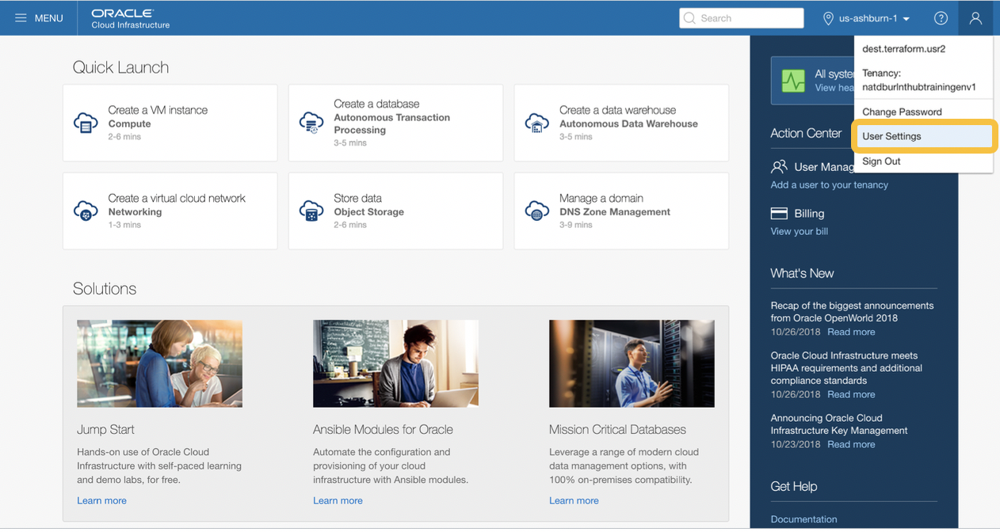 MENU
ORACLE
Cloud Infrastructure
Search
us-ashburn-1
?
dest.terraform.usr2
Tenancy:
natdburlnthubtrainingenv1
Change Password
User Settings
Sign Out
Quick Launch
Create a VM instance
Compute
2-6 mins
Create a database
Autonomous Transaction
Processing
3-5 mins
Create a data warehouse
Autonomous Data Warehouse
3-5 mins
Create a virtual cloud network
Networking
1-3 mins
Store data
Object Storage
2-6 mins
Manage a domain
DNS Zone Management
3-9 mins
Solutions
Jump Start
Hands-on use of Oracle Cloud
Infrastructure with self-paced learning
and demo labs, for free.
Learn more
Ansible Modules for Oracle
Automate the configuration and
provisioning of your cloud
infrastructure with Ansible modules.
Learn more
Mission Critical Databases
Leverage a range of modern cloud
data management options, with
100% on-premises compatibility.
Learn more
All syste
View hea
Action Center
User Manag
Add a user to your tenancy
Billing
View your bill
What's New
Recap of the biggest announcements
from Oracle OpenWorld 2018
10/26/2018 Read more
Oracle Cloud Infrastructure meets
HIPAA requirements and additional
compliance standards
10/26/2018 Read more
Announcing Oracle Cloud
Infrastructure Key Management
10/23/2018 Read more
Get Help
Documentation